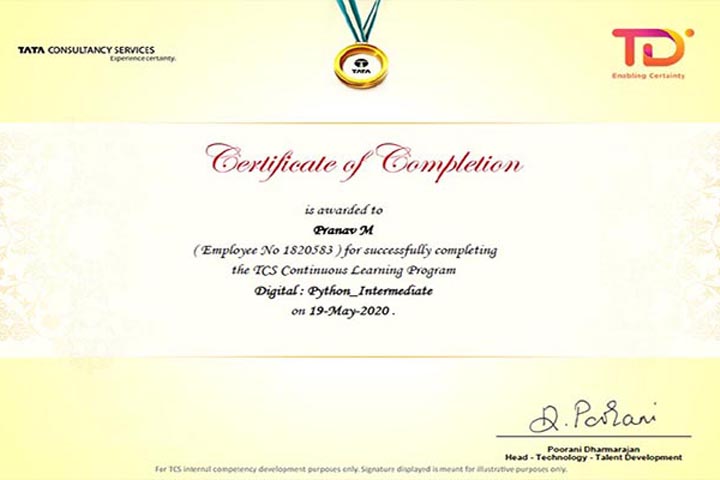 TATA CONSULTANCY SERVICES
Experience certainty.
TATA
TD
Enabling Certainty
Certificate of Completion
is awarded to
Pranav M
( Employee No 1820583 ) for successfully completing
the TCS Continuous Learning Program
Digital : Python_Intermediate
on 19-May-2020 .
R. Poorani
Poorani Dharmarajan
Head - Technology - Talent Development
For TCS internal competency development purposes only. Signature displayed is meant for illustrative purposes only.